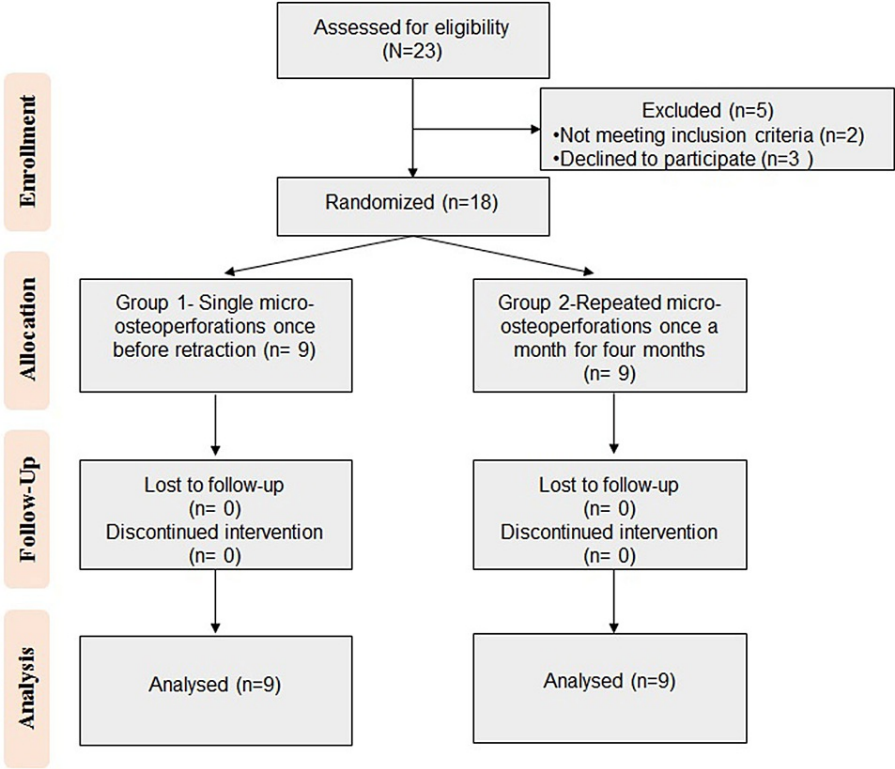 Assessed for eligibility
(N=23)
Enrollment
Excluded (n=5)
•Not meeting inclusion criteria (n=2)
•Declined to participate (n=3 )
Randomized (n=18)
Allocation
Group 1- Single micro-
osteoperforations once
before retraction (n= 9)
Group 2-Repeated micro-
osteoperforations once a
month for four months
(n= 9)
Follow-Up
Lost to follow-up
(n= 0)
Discontinued intervention
(n= 0)
Lost to follow-up
(n= 0)
Discontinued intervention
(n= 0)
Analysis
Analysed (n=9)
Analysed (n=9)